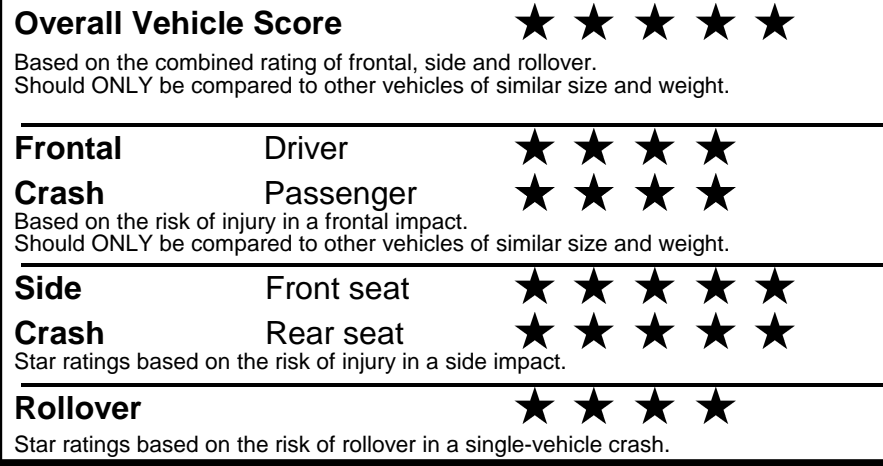 Overall Vehicle Score ★ ★ ★ ★ ★
Based on the combined rating of frontal, side and rollover.
Should ONLY be compared to other vehicles of similar size and weight.
Frontal Driver ★ ★ ★ ★
Crash Passenger ★ ★ ★ ★
Based on the risk of injury in a frontal impact.
Should ONLY be compared to other vehicles of similar size and weight.
Side Front seat ★ ★ ★ ★ ★
Crash Rear seat ★ ★ ★ ★ ★
Star ratings based on the risk of injury in a side impact.
Rollover ★ ★ ★ ★
Star ratings based on the risk of rollover in a single-vehicle crash.